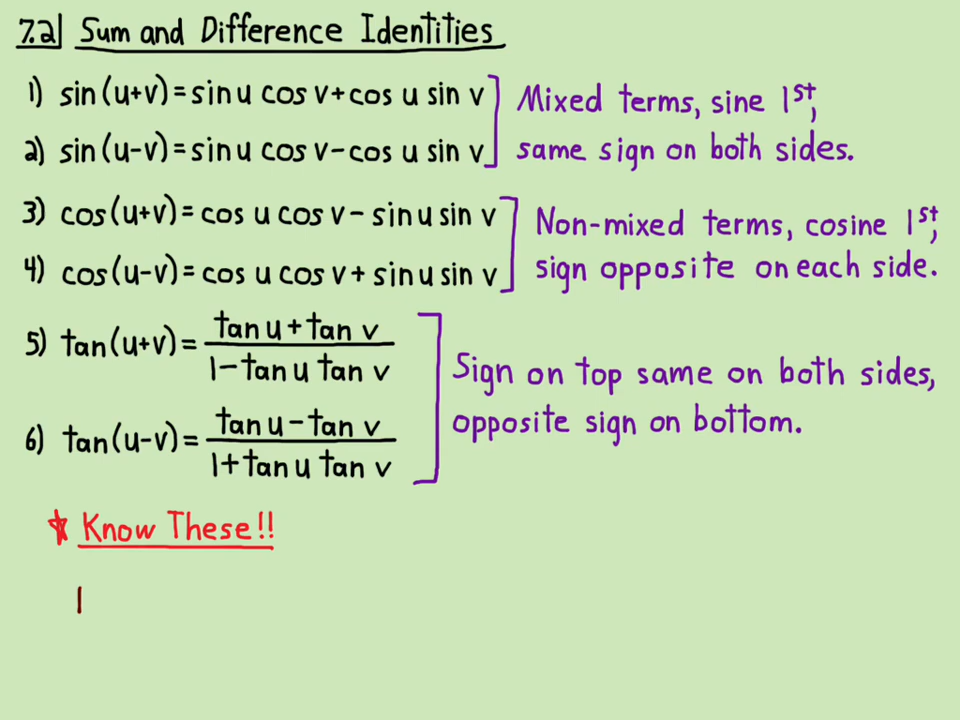 7.2| Sum and Difference Identities
1) sin(u+v)=sin u cos v+cos u sin v
Mixed terms, sine 1st,
2) sin(u-v)=sin u cos v-cos u sin v
same sign on both sides.
3) cos(u+v)=cos u cos v-sin u sin v
Non-mixed terms, cosine 1st,
4) cos(u-v)=cos u cos v+sin u sin v
sign opposite on each side.
5) tan(u+v)=
tan u+tan v
1-tan u tan v
Sign on top same on both sides,
opposite sign on bottom.
6) tan(u-v)=
tan u-tan v
1+tan u tan v
* Know These!!